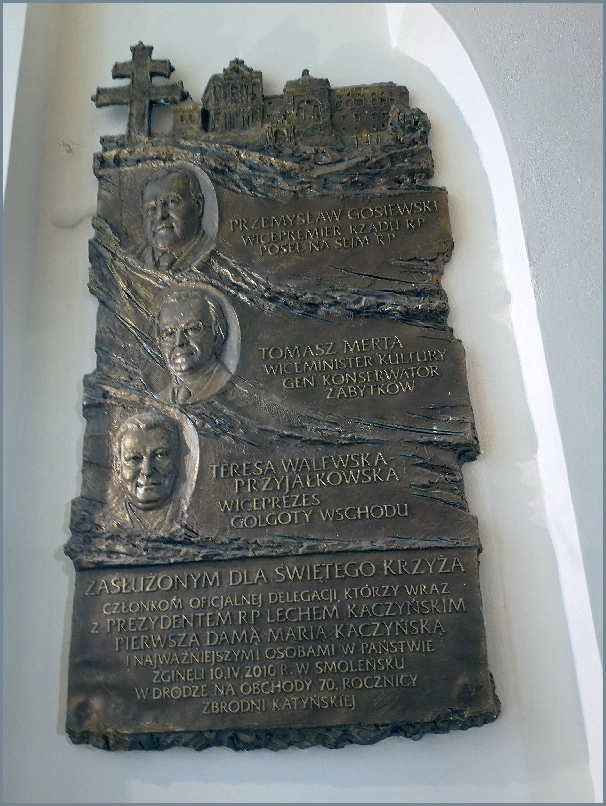 PRZEMYSŁAW GOSIEWSKI
WICEPREMIER RZĄDU RP
POSEŁ NA SEJM RP
TOMASZ MERTA
WICEMINISTER KULTURY
GEN. KONSERWATOR
ZABYTKÓW
TERESA WALEWSKA-
PRZYJAŁKOWSKA
WICEPREZES
GOLGOTY WSCHODU
ZASŁUŻONYM DLA ŚWIĘTEGO KRZYŻA
CZŁONKOM OFICJALNEJ DELEGACJI, KTÓRZY WRAZ
Z PREZYDENTEM RP LECHEM KACZYŃSKIM
PIERWSZĄ DAMĄ MARIĄ KACZYŃSKĄ
I NAJWAŻNIEJSZYMI OSOBAMI W PAŃSTWIE
ZGINĘLI 10.IV.2010 R. W SMOLEŃSKU
W DRODZE NA OBCHODY 70. ROCZNICY
ZBRODNI KATYŃSKIEJ